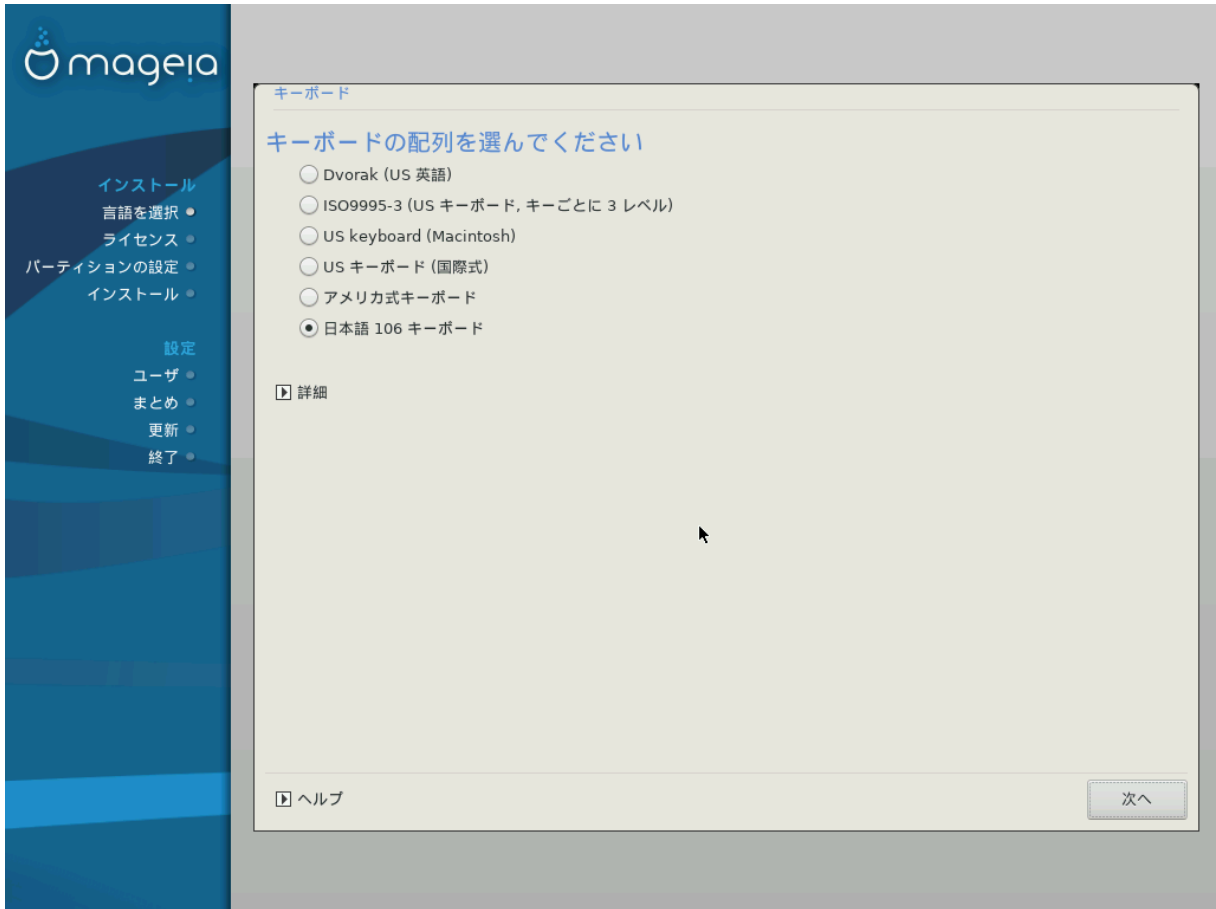 mageia
インストール
言語を選択
ライセンス
パーティションの設定
インストール
設定
ユーザ
まとめ
更新
終了
キーボード
キーボードの配列を選んでください
Dvorak (US 英語)
ISO9995-3 (US キーボード, キーごとに 3 レベル)
US keyboard (Macintosh)
US キーボード (国際式)
アメリカ式キーボード
日本語 106 キーボード
詳細
ヘルプ
次へ